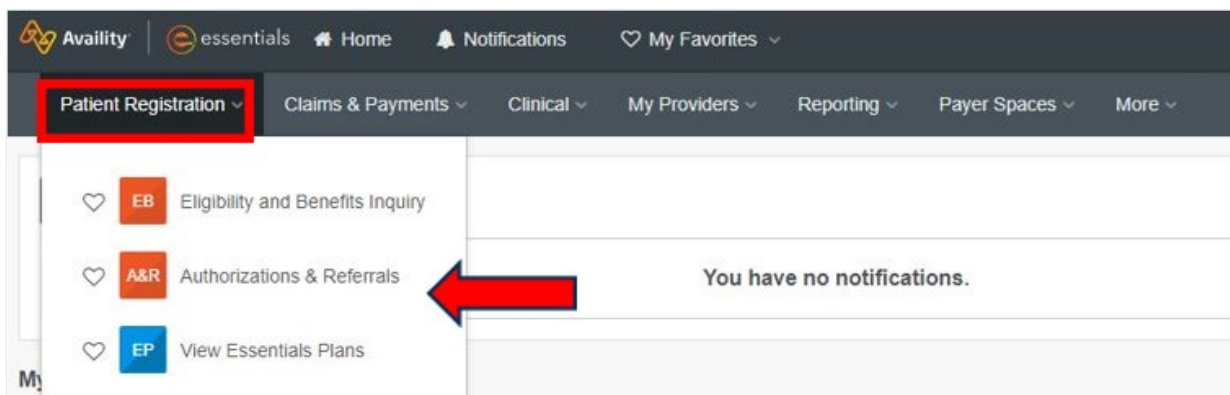 Availity essentials Home Notifications My Favorites
Patient Registration Claims & Payments Clinical My Providers Reporting Payer Spaces More
EB Eligibility and Benefits Inquiry
A&R Authorizations & Referrals
You have no notifications.
EP View Essentials Plans
My